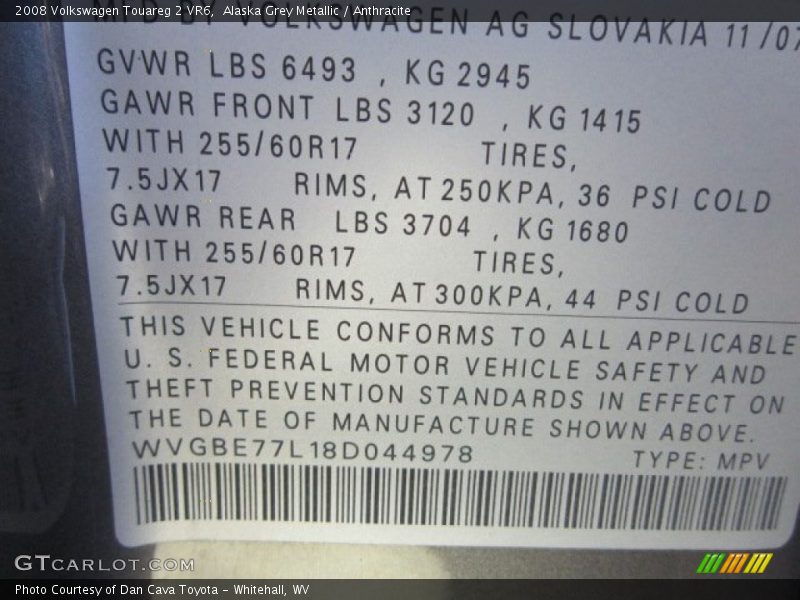 2008 Volkswagen Touareg 2 VR6,  Alaska Grey Metallic / Anthracite
MFD BY VOLKSWAGEN AG SLOVAKIA 11/07
GVWR LBS 6493 , KG 2945
GAWR FRONT LBS 3120 , KG 1415
WITH 255/60R17 TIRES,
7.5JX17 RIMS, AT 250KPA, 36 PSI COLD
GAWR REAR LBS 3704 , KG 1680
WITH 255/60R17 TIRES,
7.5JX17 RIMS, AT 300KPA, 44 PSI COLD
THIS VEHICLE CONFORMS TO ALL APPLICABLE
U. S. FEDERAL MOTOR VEHICLE SAFETY AND
THEFT PREVENTION STANDARDS IN EFFECT ON
THE DATE OF MANUFACTURE SHOWN ABOVE.
WVGBE77L18D044978 TYPE: MPV
GTCARLOT.COM
Photo Courtesy of Dan Cava Toyota – Whitehall, WV